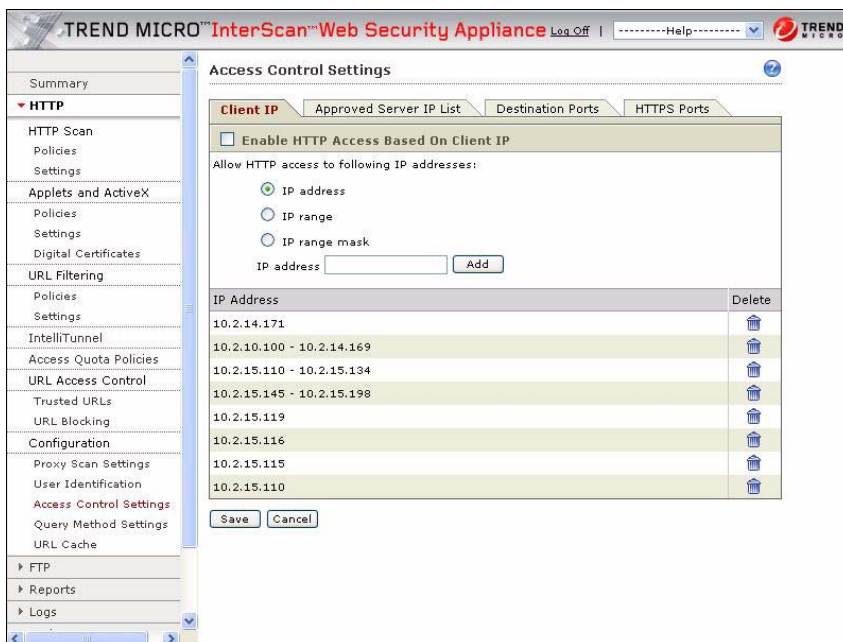 TREND MICRO™ InterScan™ Web Security Appliance Log Off | ---------Help---------
TREND
MICRO
Summary
HTTP
HTTP Scan
Policies
Settings
Applets and ActiveX
Policies
Settings
Digital Certificates
URL Filtering
Policies
Settings
IntelliTunnel
Access Quota Policies
URL Access Control
Trusted URLs
URL Blocking
Configuration
Proxy Scan Settings
User Identification
Access Control Settings
Query Method Settings
URL Cache
FTP
Reports
Logs
Access Control Settings
?
Client IP Approved Server IP List Destination Ports HTTPS Ports
Enable HTTP Access Based On Client IP
Allow HTTP access to following IP addresses:
IP address
IP range
IP range mask
IP address Add
IP Address Delete
10.2.14.171
10.2.10.100 - 10.2.14.169
10.2.15.110 - 10.2.15.134
10.2.15.145 - 10.2.15.198
10.2.15.119
10.2.15.116
10.2.15.115
10.2.15.110
Save Cancel